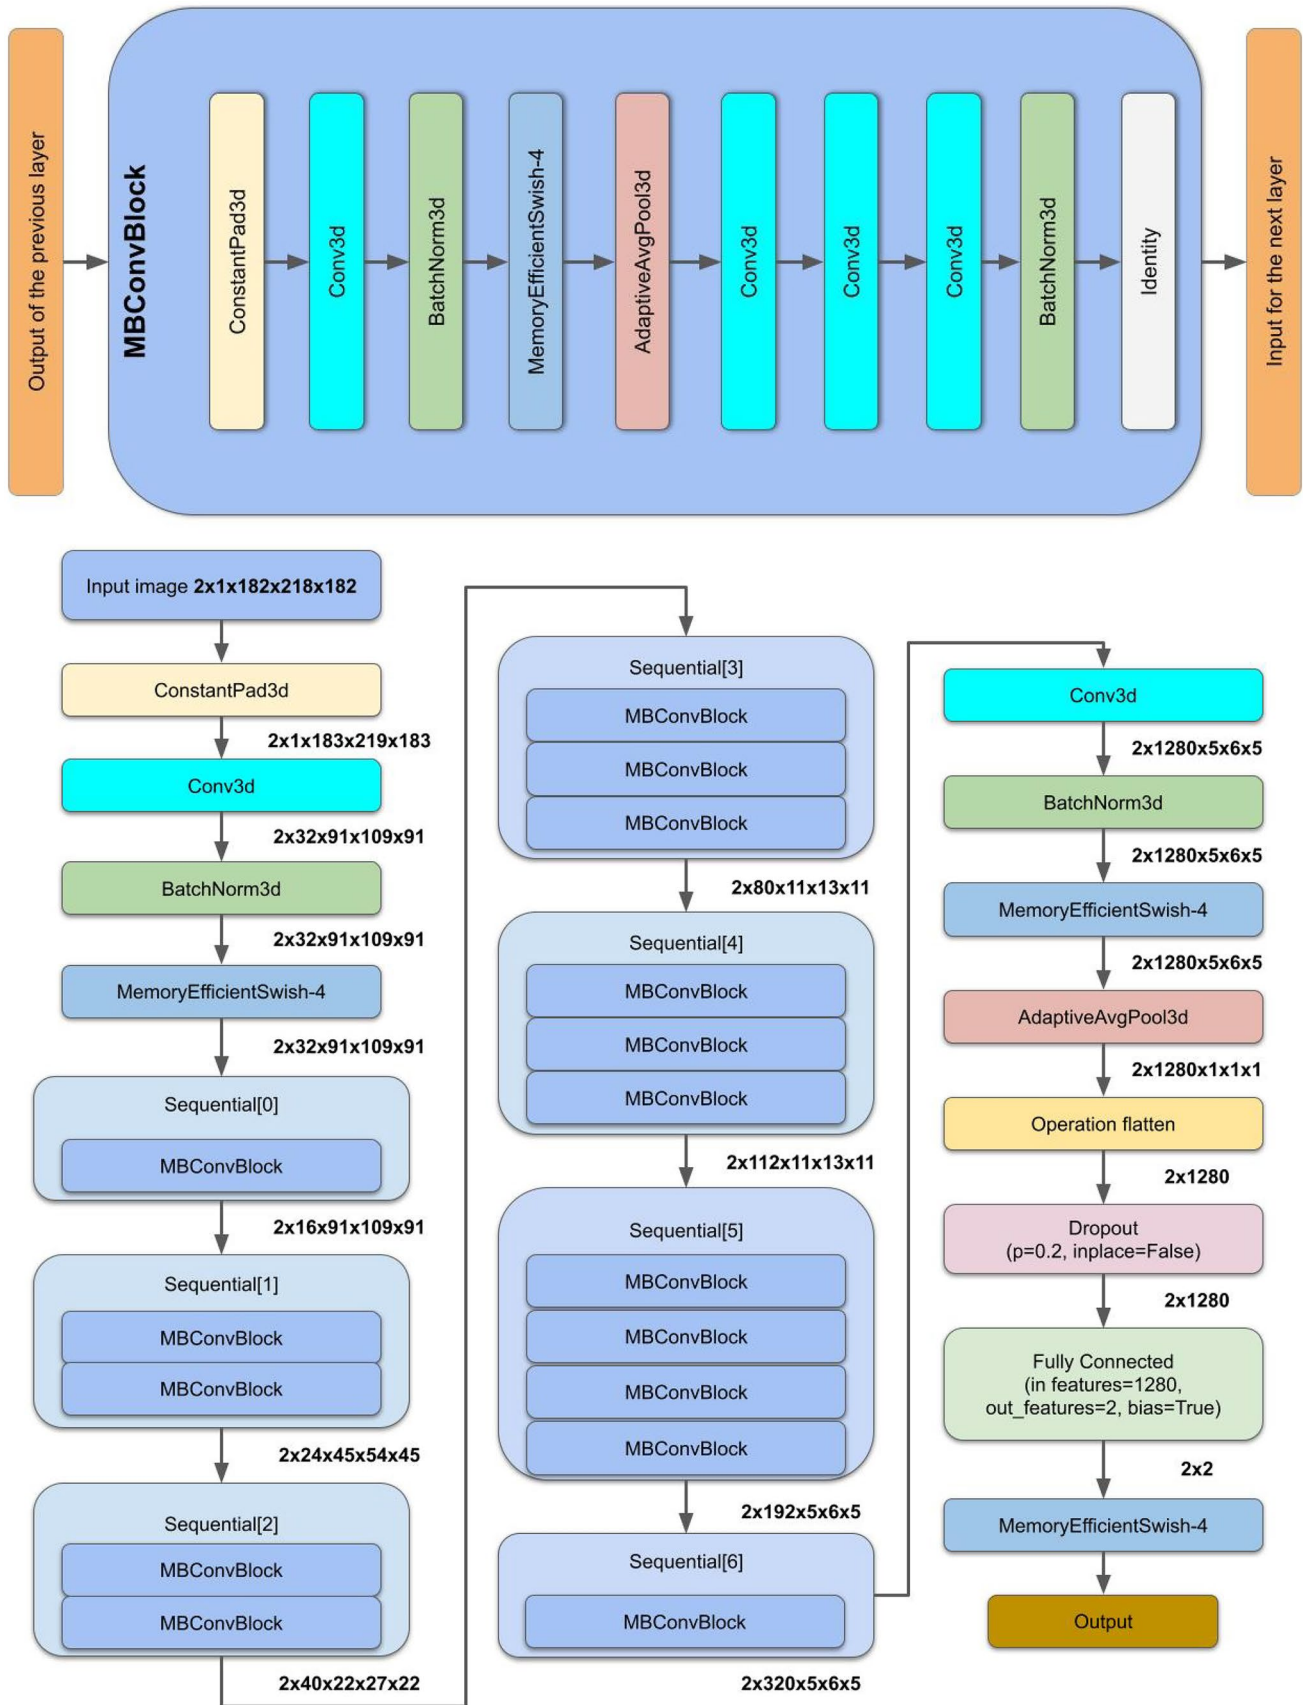 Output of the previous layer
MBConvBlock
ConstantPad3d
Conv3d
BatchNorm3d
MemoryEfficientSwish-4
AdaptiveAvgPool3d
Conv3d
Conv3d
Conv3d
BatchNorm3d
Identity
Input for the next layer
Input image 2x1x182x218x182
ConstantPad3d
2x1x183x219x183
Conv3d
2x32x91x109x91
BatchNorm3d
2x32x91x109x91
MemoryEfficientSwish-4
2x32x91x109x91
Sequential[0]
MBConvBlock
2x16x91x109x91
Sequential[1]
MBConvBlock
MBConvBlock
2x24x45x54x45
Sequential[2]
MBConvBlock
MBConvBlock
2x40x22x27x22
Sequential[3]
MBConvBlock
MBConvBlock
MBConvBlock
2x80x11x13x11
Sequential[4]
MBConvBlock
MBConvBlock
MBConvBlock
2x112x11x13x11
Sequential[5]
MBConvBlock
MBConvBlock
MBConvBlock
MBConvBlock
2x192x5x6x5
Sequential[6]
MBConvBlock
2x320x5x6x5
Conv3d
2x1280x5x6x5
BatchNorm3d
2x1280x5x6x5
MemoryEfficientSwish-4
2x1280x5x6x5
AdaptiveAvgPool3d
2x1280x1x1x1
Operation flatten
2x1280
Dropout
(p=0.2, inplace=False)
2x1280
Fully Connected
(in features=1280,
out_features=2, bias=True)
2x2
MemoryEfficientSwish-4
Output